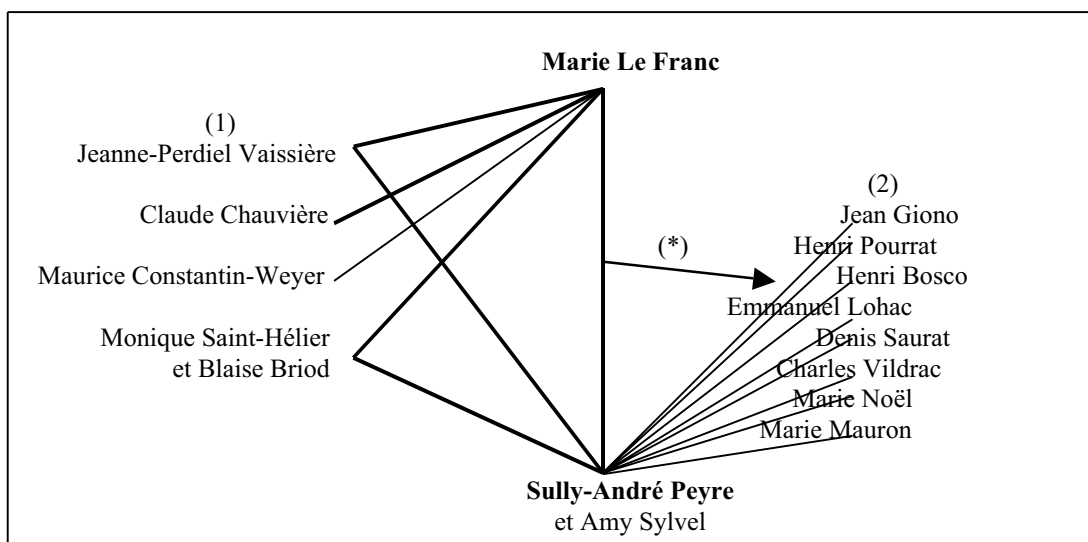 Marie Le Franc
(1)
Jeanne-Perdiel Vaissière
Claude Chauvière
Maurice Constantin-Weyer
Monique Saint-Hélier
et Blaise Briod
(*)
(2)
Jean Giono
Henri Pourrat
Henri Bosco
Emmanuel Lohac
Denis Saurat
Charles Vildrac
Marie Noël
Marie Mauron
Sully-André Peyre
et Amy Sylvel